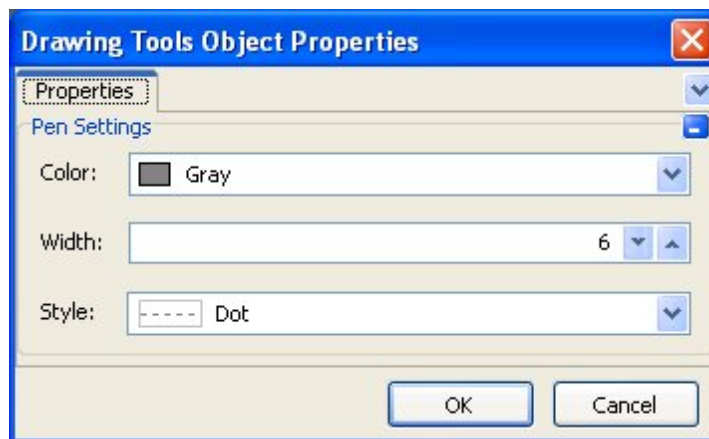 Drawing Tools Object Properties
Properties
Pen Settings
Color: Gray
Width: 6
Style: Dot
OK Cancel